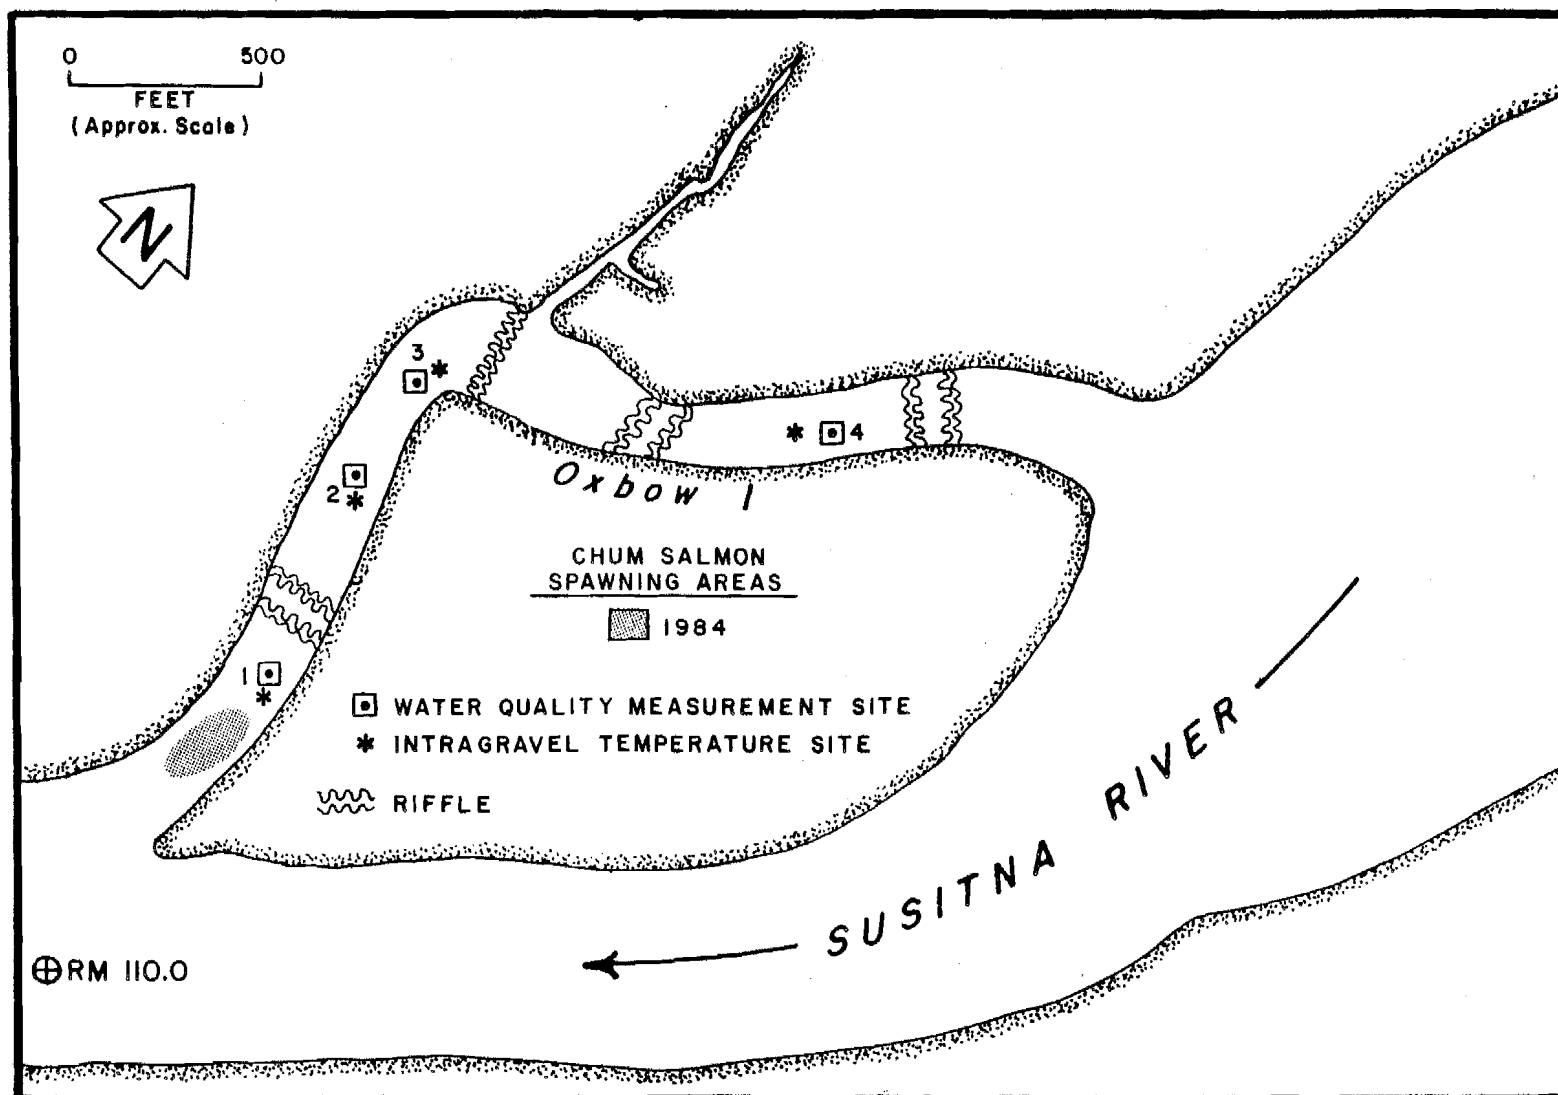 0 500
FEET
(Approx. Scale)
N
3
4
2
Oxbow I
CHUM SALMON
SPAWNING AREAS
1984
1
WATER QUALITY MEASUREMENT SITE
INTRAGRAVEL TEMPERATURE SITE
RIFFLE
SUSITNA RIVER
RM 110.0